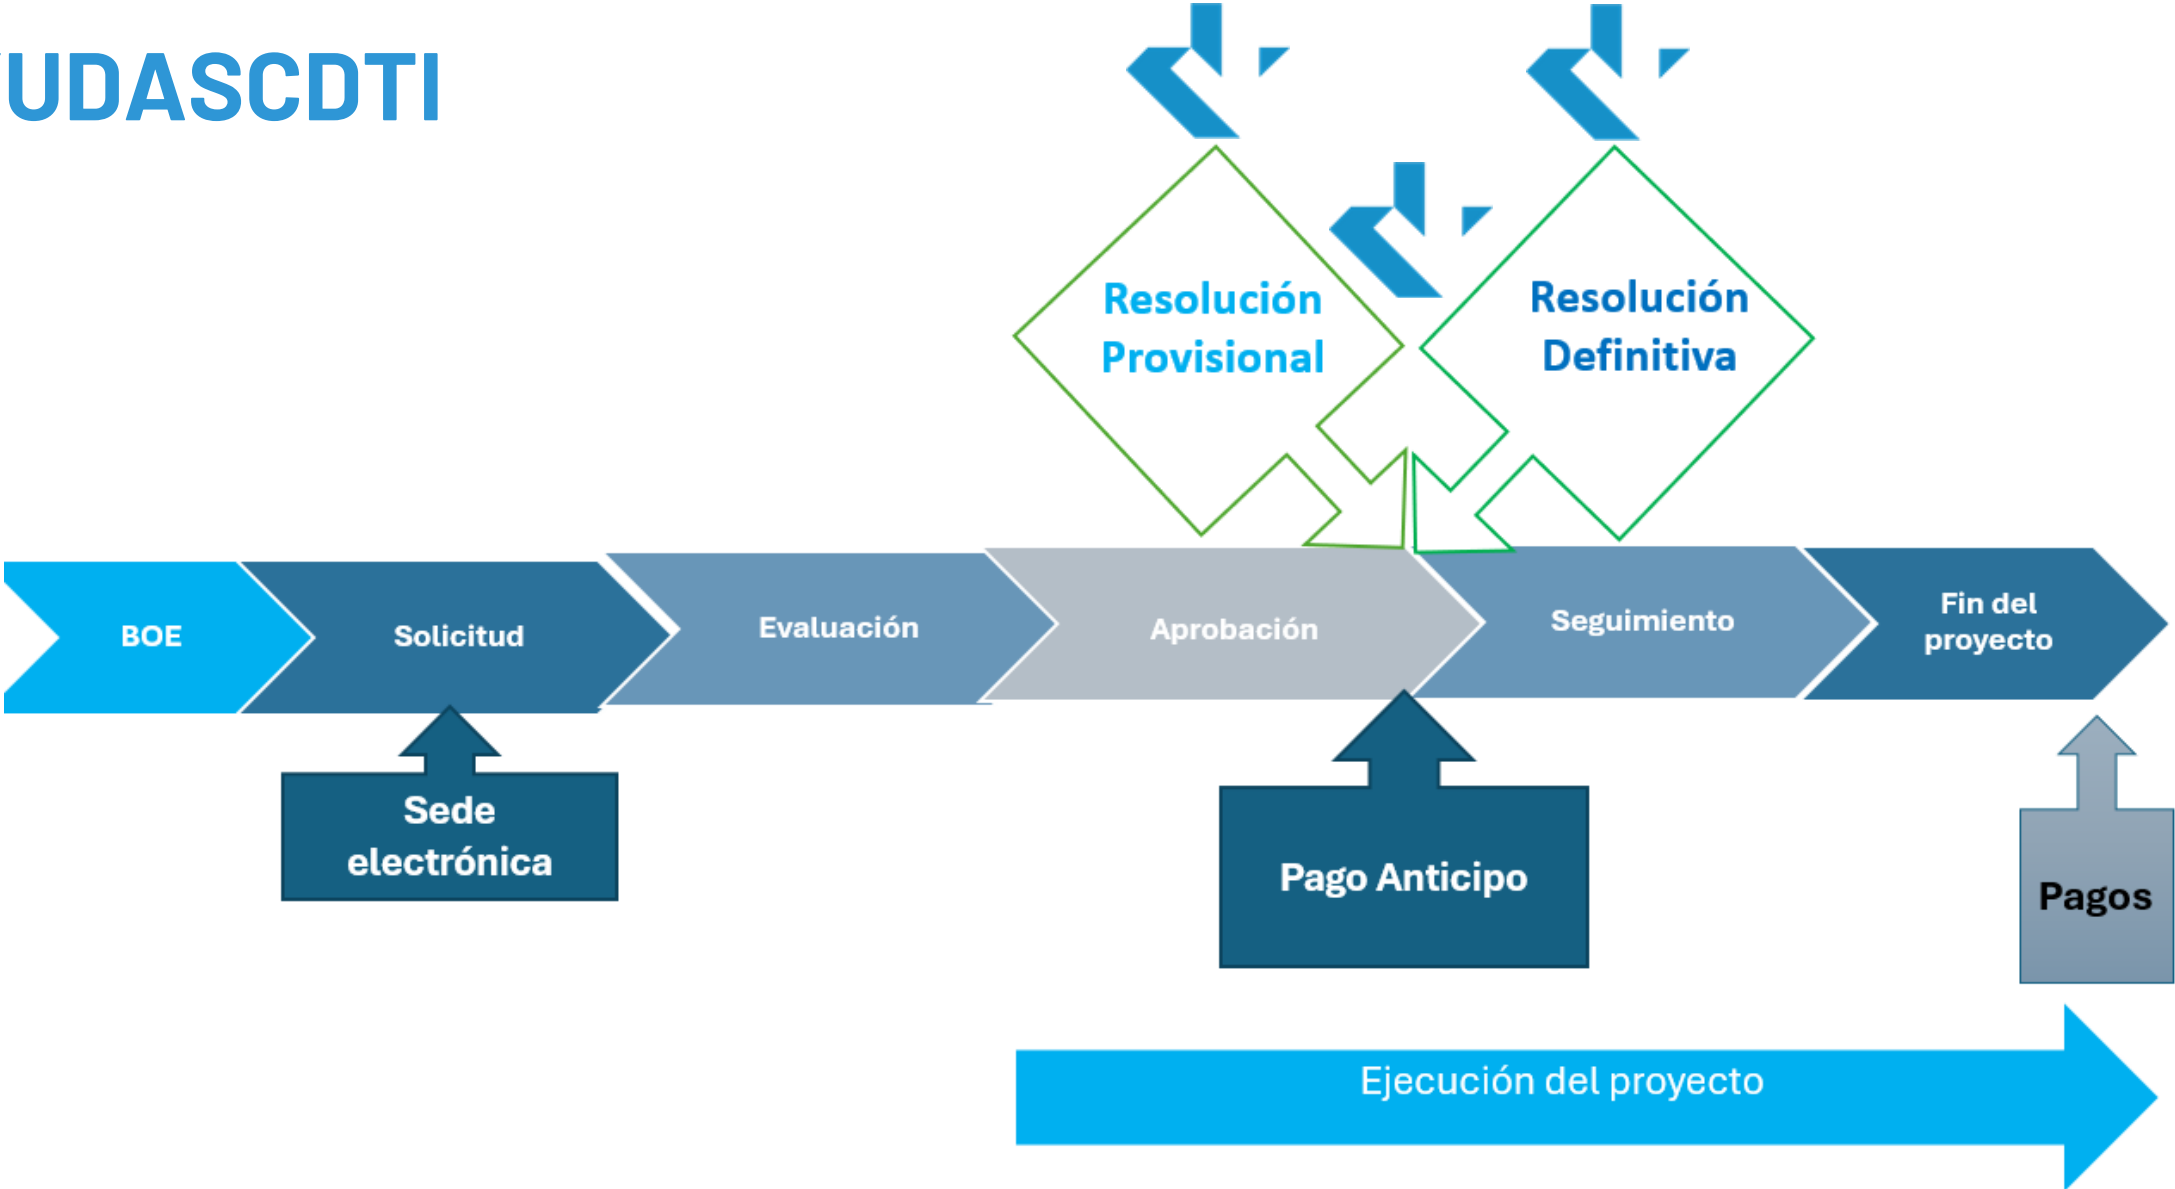 UDASCDTI
Resolución
Provisional
Resolución
Definitiva
BOE
Solicitud
Evaluación
Aprobación
Seguimiento
Fin del
proyecto
Sede
electrónica
Pago Anticipo
Pagos
Ejecución del proyecto